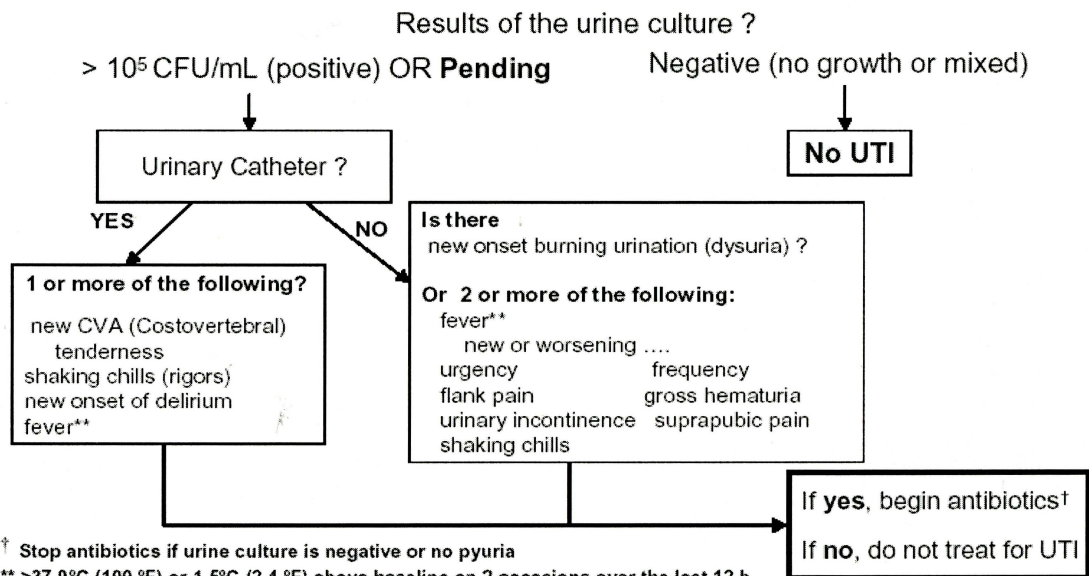 Results of the urine culture ?
> 10⁵ CFU/mL (positive) OR Pending
Negative (no growth or mixed)
No UTI
Urinary Catheter ?
YES
NO
1 or more of the following?
new CVA (Costovertebral)
tenderness
shaking chills (rigors)
new onset of delirium
fever**
Is there
new onset burning urination (dysuria) ?
Or 2 or more of the following:
fever**
new or worsening ....
urgency frequency
flank pain gross hematuria
urinary incontinence suprapubic pain
shaking chills
If yes, begin antibiotics†
If no, do not treat for UTI
† Stop antibiotics if urine culture is negative or no pyuria
** >37.9°C (100 °F) or 1.5°C (2.4 °F) above baseline on 2 occasions over the last 12 h